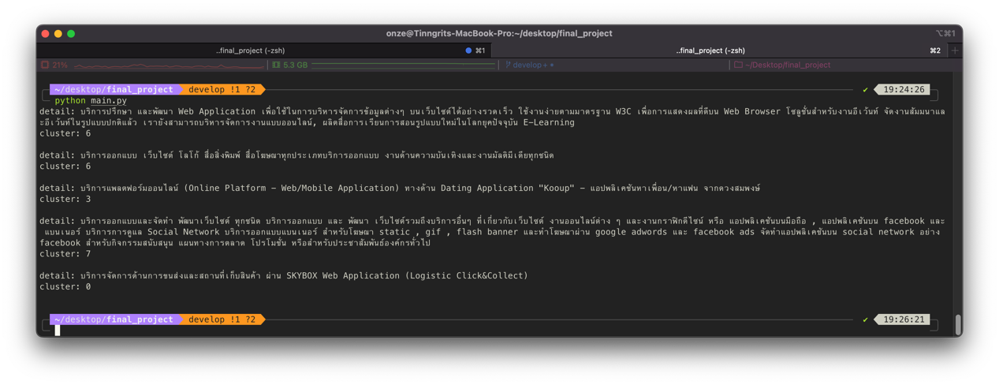 onze@Tinngrits-MacBook-Pro:~/desktop/final_project
⌥⌘1
..final_project (-zsh)
⌘1
..final_project (-zsh)
⌘2
21%
5.3 GB
develop+ •
~/Desktop/final_project
~/desktop/final_project develop !1 ?2 ✔ 19:24:26
python main.py
detail: บริการปรึกษา และพัฒนา Web Application เพื่อใช้ในการบริหารจัดการข้อมูลต่างๆ บนเว็บไซต์ได้อย่างรวดเร็ว ใช้งานง่ายตามมาตรฐาน W3C เพื่อการแสดงผลที่ดีบน Web Browser โซลูชั่นสำหรับงานอีเว้นท์ จัดงานสัมมนาแล
ะอีเว้นท์ในรูปแบบปกติแล้ว เรายังสามารถบริหารจัดการงานแบบออนไลน์, ผลิตสื่อการเรียนการสอนรูปแบบใหม่ในโลกยุคปัจจุบัน E-Learning
cluster: 6
detail: บริการออกแบบ เว็บไซต์ โลโก้ สื่อสิ่งพิมพ์ สื่อโฆษณาทุกประเภทบริการออกแบบ งานด้านความบันเทิงและงานมัลติมีเดียทุกชนิด
cluster: 6
detail: บริการแพลตฟอร์มออนไลน์ (Online Platform - Web/Mobile Application) ทางด้าน Dating Application "Kooup" - แอปพลิเคชันหาเพื่อน/หาแฟน จากดวงสมพงษ์
cluster: 3
detail: บริการออกแบบและจัดทำ พัฒนาเว็บไซต์ ทุกชนิด บริการออกแบบ และ พัฒนา เว็บไซต์รวมถึงบริการอื่นๆ ที่เกี่ยวกับเว็บไซต์ งานออนไลน์ต่าง ๆ และงานกราฟิกดีไซน์ หรือ แอปพลิเคชันบนมือถือ , แอปพลิเคชันบน facebook และ
แบนเนอร์ บริการการดูแล Social Network บริการออกแบบแบนเนอร์ สำหรับโฆษณา static , gif , flash banner และทำโฆษณาผ่าน google adwords และ facebook ads จัดทำแอปพลิเคชันบน social network อย่าง
facebook สำหรับกิจกรรมสนับสนุน แผนทางการตลาด โปรโมชั่น หรือสำหรับประชาสัมพันธ์องค์กรทั่วไป
cluster: 7
detail: บริการจัดการด้านการขนส่งและสถานที่เก็บสินค้า ผ่าน SKYBOX Web Application (Logistic Click&Collect)
cluster: 0
~/desktop/final_project develop !1 ?2 ✔ 19:26:21